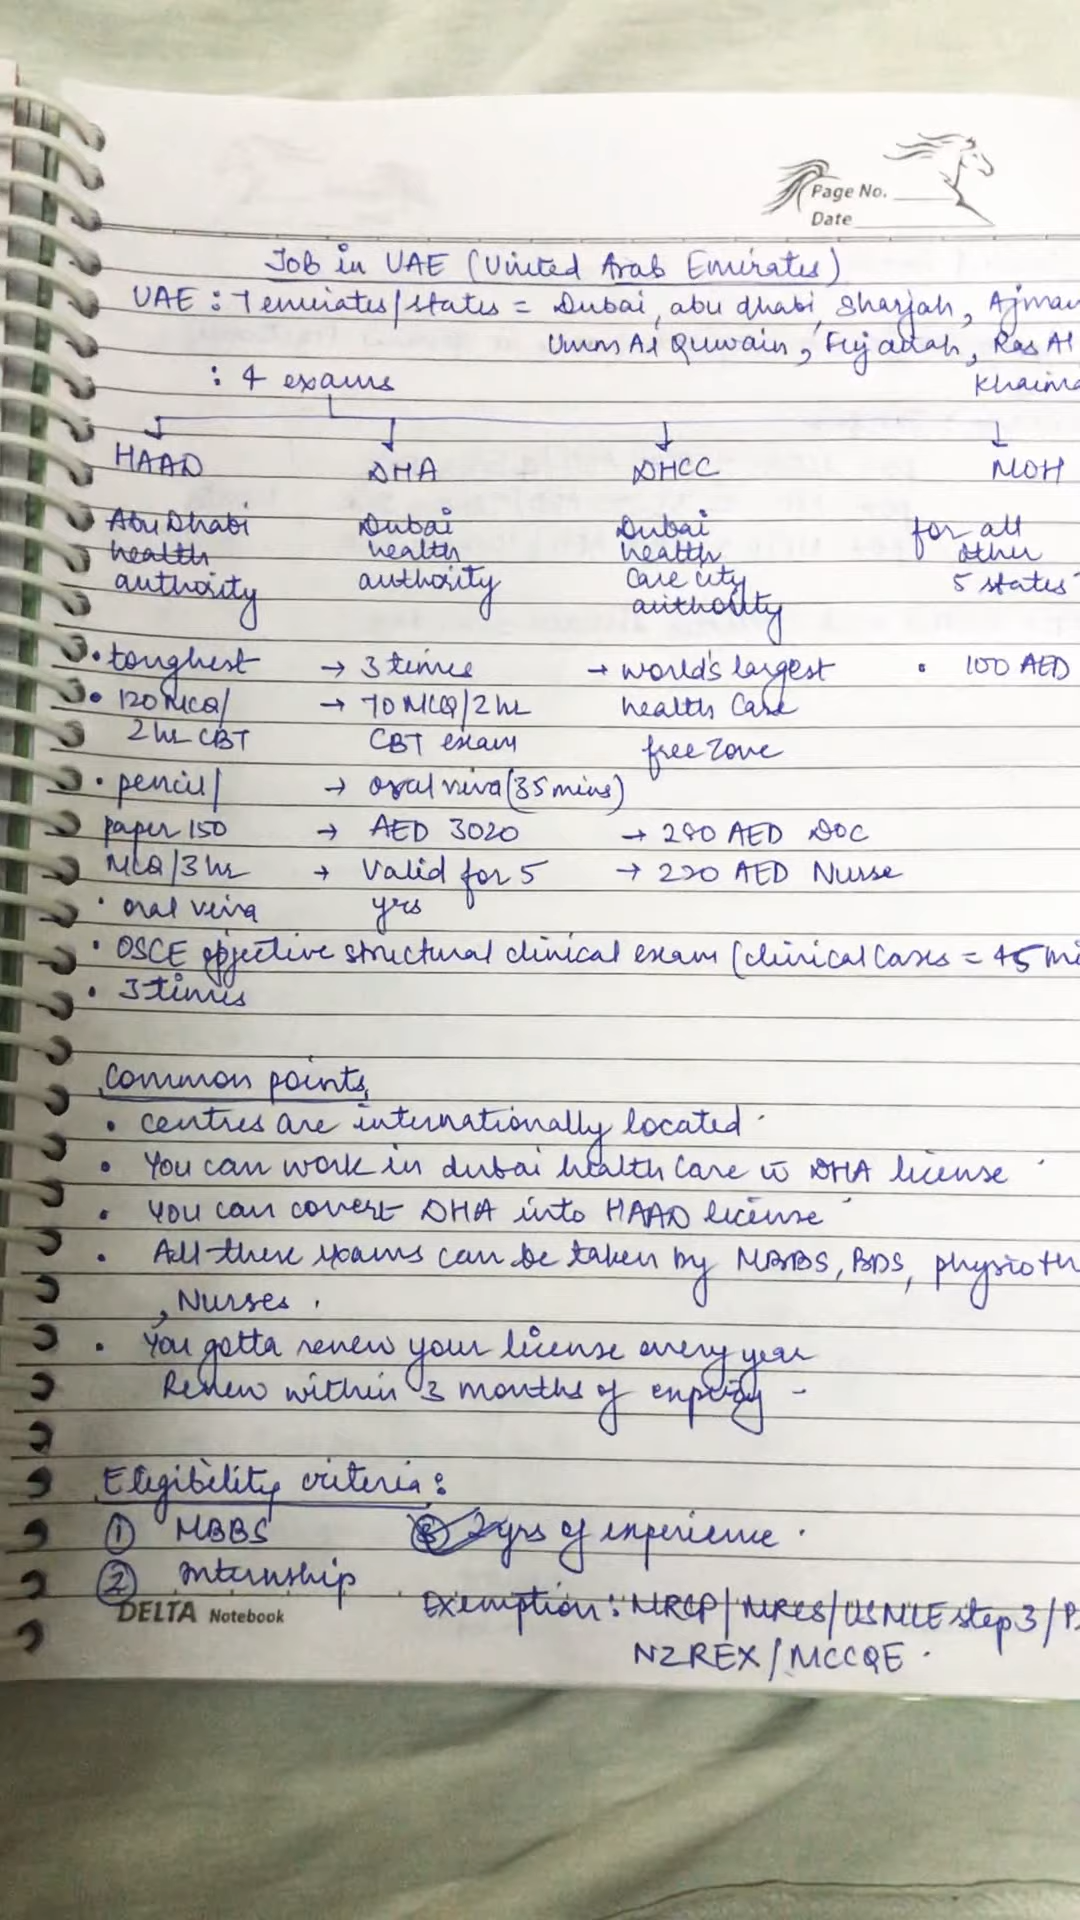 Page No.
Date
Job in UAE (United Arab Emirates)
UAE : 7 emirates/states = Dubai, abu dhabi, Sharjah, Ajman
Umm Al Quwain, Fujairah, Ras Al
Khaima
: 4 exams
HAAD DHA DHCC MOH
Abu Dhabi Dubai Dubai for all
health health health other
authority authority care city 5 states
authority
• toughest → 3 times → world's largest • 100 AED
• 120 MCQ/ → 70 MCQ/2 hr health Care
2 hr CBT CBT exam free zone
• pencil/ → oral viva (35 mins)
paper 150 → AED 3020 → 280 AED DOC
MCQ/3 hr → Valid for 5 → 220 AED Nurse
• oral viva yrs
• OSCE objective structural clinical exam (clinical cases = 45 mi
• 3 times
Common points
• centres are internationally located
• You can work in dubai health care w DHA license
• You can covert DHA into HAAD license
• All these exams can be taken by MBBS, BDS, physioth
, Nurses .
• You gotta renew your license every year
Renew within 3 months of expiry -
Eligibility criteria :
① MBBS ③ 2 yrs of experience .
② Internship
Exemption : MRCP/MRCS/USMLE step 3/P
NZREX/MCCQE .
DELTA Notebook